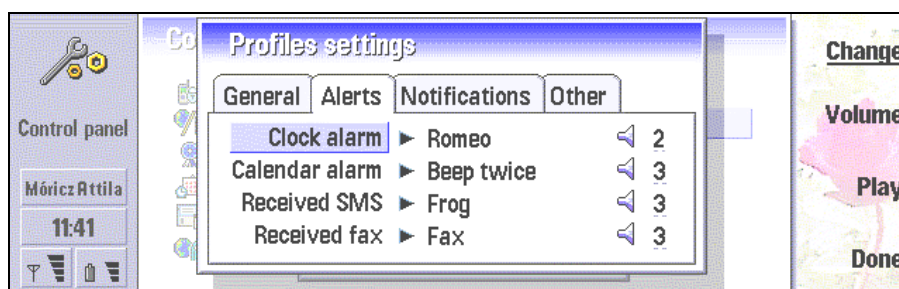 Control panel
Móricz Attila
11:41
Co
Profiles settings
General Alerts Notifications Other
Clock alarm Romeo 2
Calendar alarm Beep twice 3
Received SMS Frog 3
Received fax Fax 3
Change
Volume
Play
Done